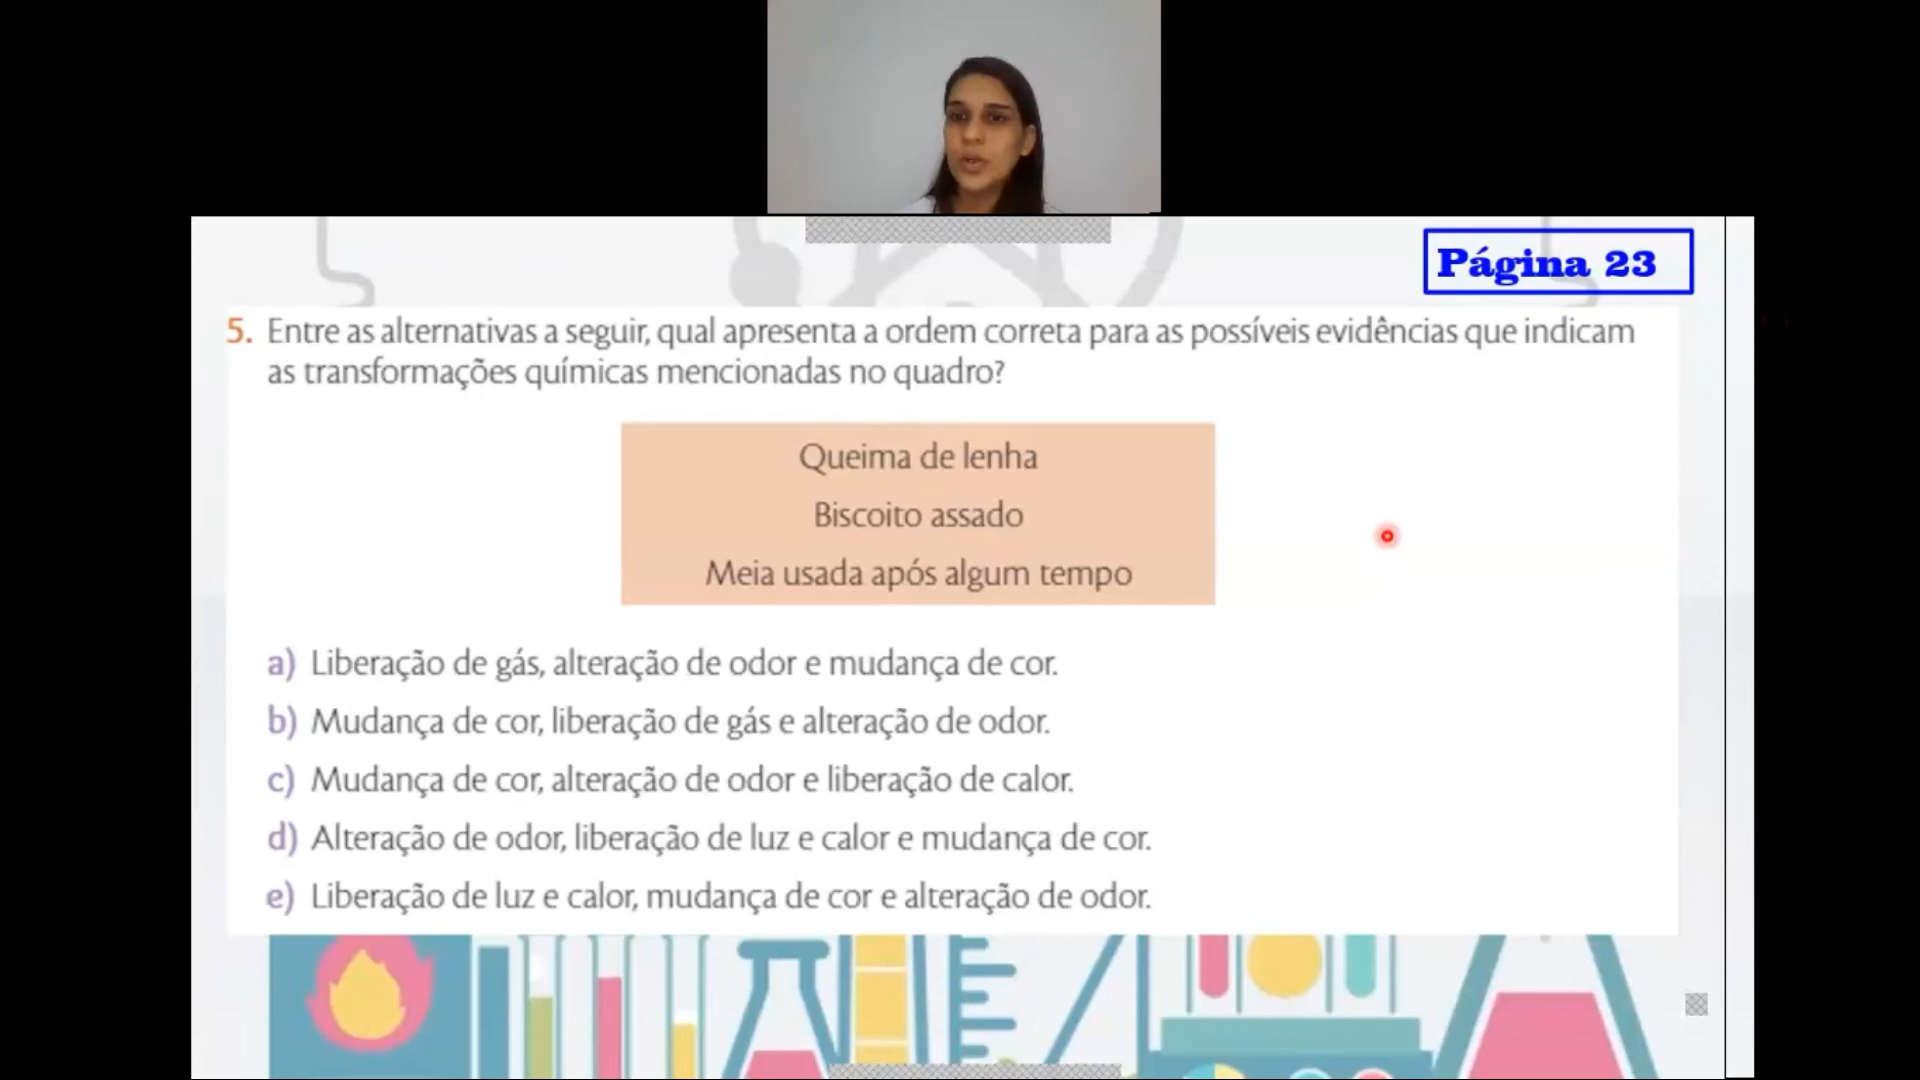 Página 23
5. Entre as alternativas a seguir, qual apresenta a ordem correta para as possíveis evidências que indicam
as transformações químicas mencionadas no quadro?
Queima de lenha
Biscoito assado
Meia usada após algum tempo
a) Liberação de gás, alteração de odor e mudança de cor.
b) Mudança de cor, liberação de gás e alteração de odor.
c) Mudança de cor, alteração de odor e liberação de calor.
d) Alteração de odor, liberação de luz e calor e mudança de cor.
e) Liberação de luz e calor, mudança de cor e alteração de odor.